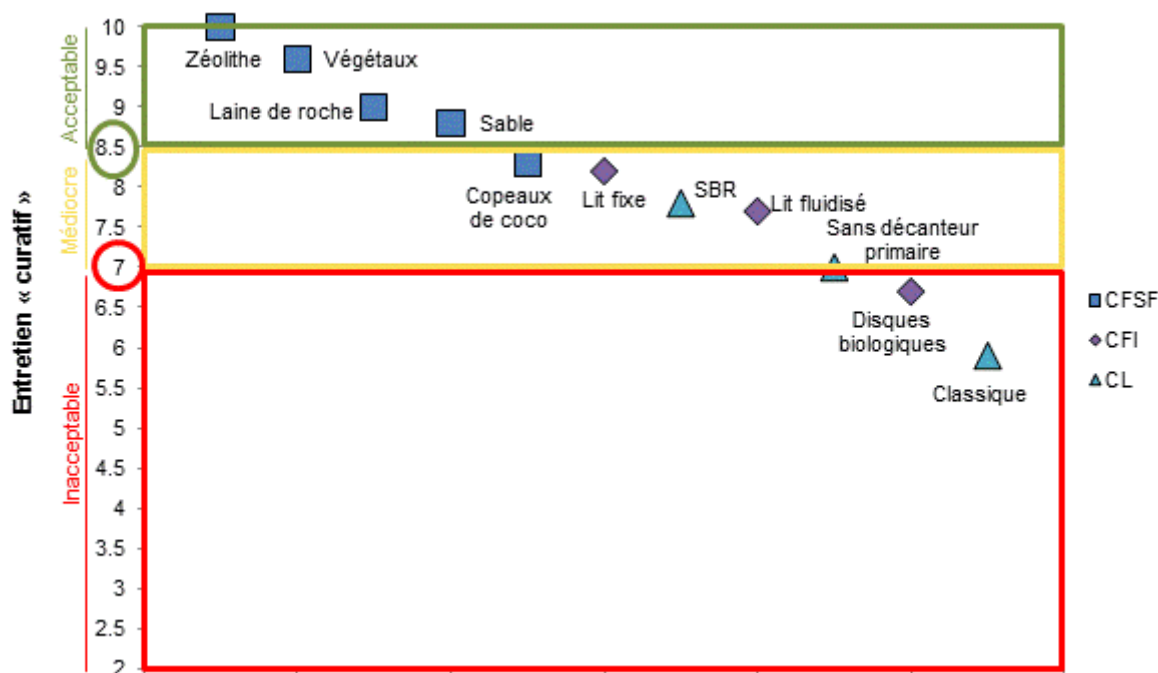 Entretien « curatif »
Acceptable
Médiocre
Inacceptable
10
9.5
9
8.5
8
7.5
7
6.5
6
5.5
5
4.5
4
3.5
3
2.5
2
Zéolithe
Végétaux
Laine de roche
Sable
Copeaux
de coco
Lit fixe
SBR
Lit fluidisé
Sans décanteur
primaire
Disques
biologiques
Classique
CFSF
CFI
CL